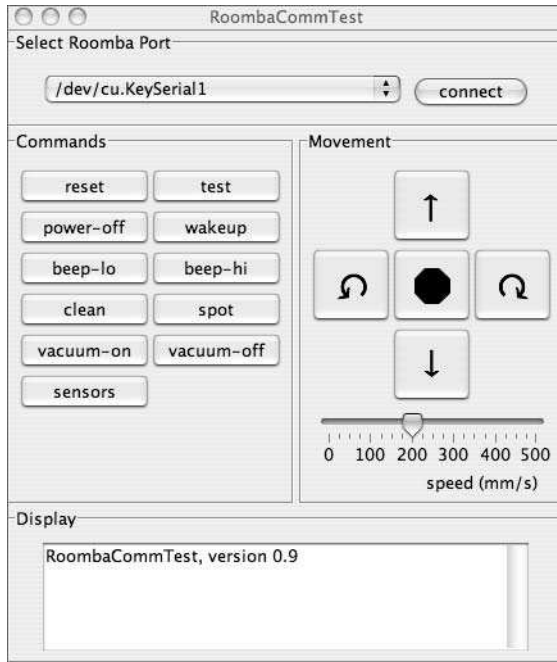 RoombaCommTest
Select Roomba Port
/dev/cu.KeySerial1 connect
Commands
reset test
power-off wakeup
beep-lo beep-hi
clean spot
vacuum-on vacuum-off
sensors
Movement
0 100 200 300 400 500
speed (mm/s)
Display
RoombaCommTest, version 0.9